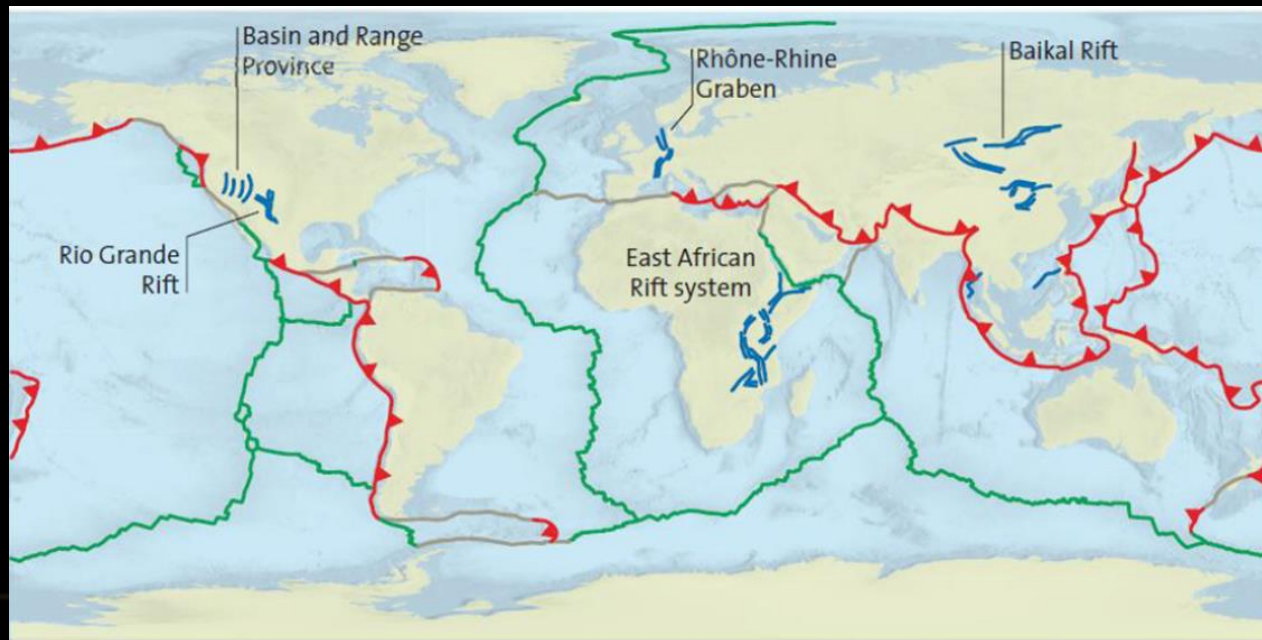 Basin and Range
Province
Rhône-Rhine
Graben
Baikal Rift
Rio Grande
Rift
East African
Rift system